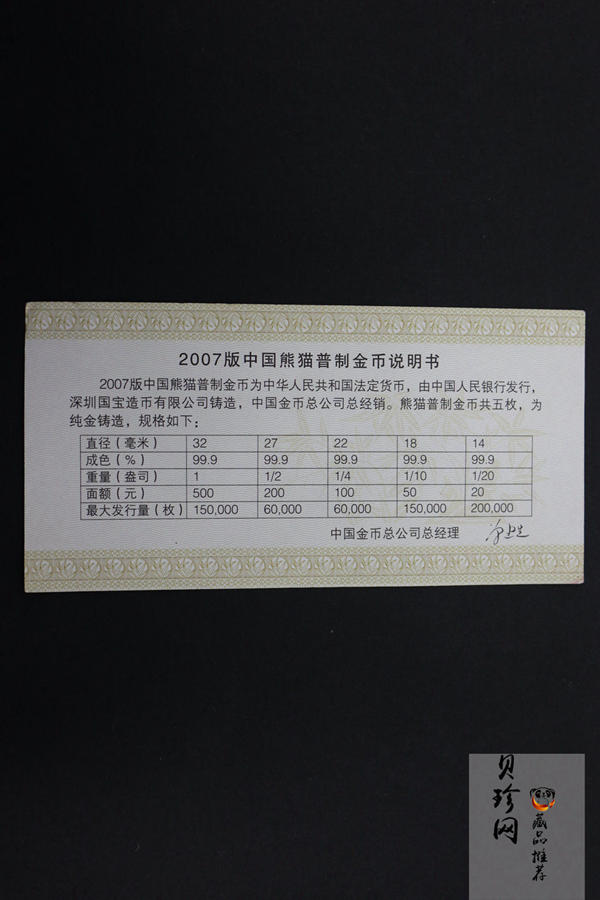 2007版中国熊猫普制金币说明书
2007版中国熊猫普制金币为中华人民共和国法定货币，由中国人民银行发行，
深圳国宝造币有限公司铸造，中国金币总公司总经销。熊猫普制金币共五枚，为
纯金铸造，规格如下：
直径（毫米） 32 27 22 18 14
成色（%） 99.9 99.9 99.9 99.9 99.9
重量（盎司） 1 1/2 1/4 1/10 1/20
面额（元） 500 200 100 50 20
最大发行量（枚） 150,000 60,000 60,000 150,000 200,000
中国金币总公司总经理
贝珍网
藏品推荐